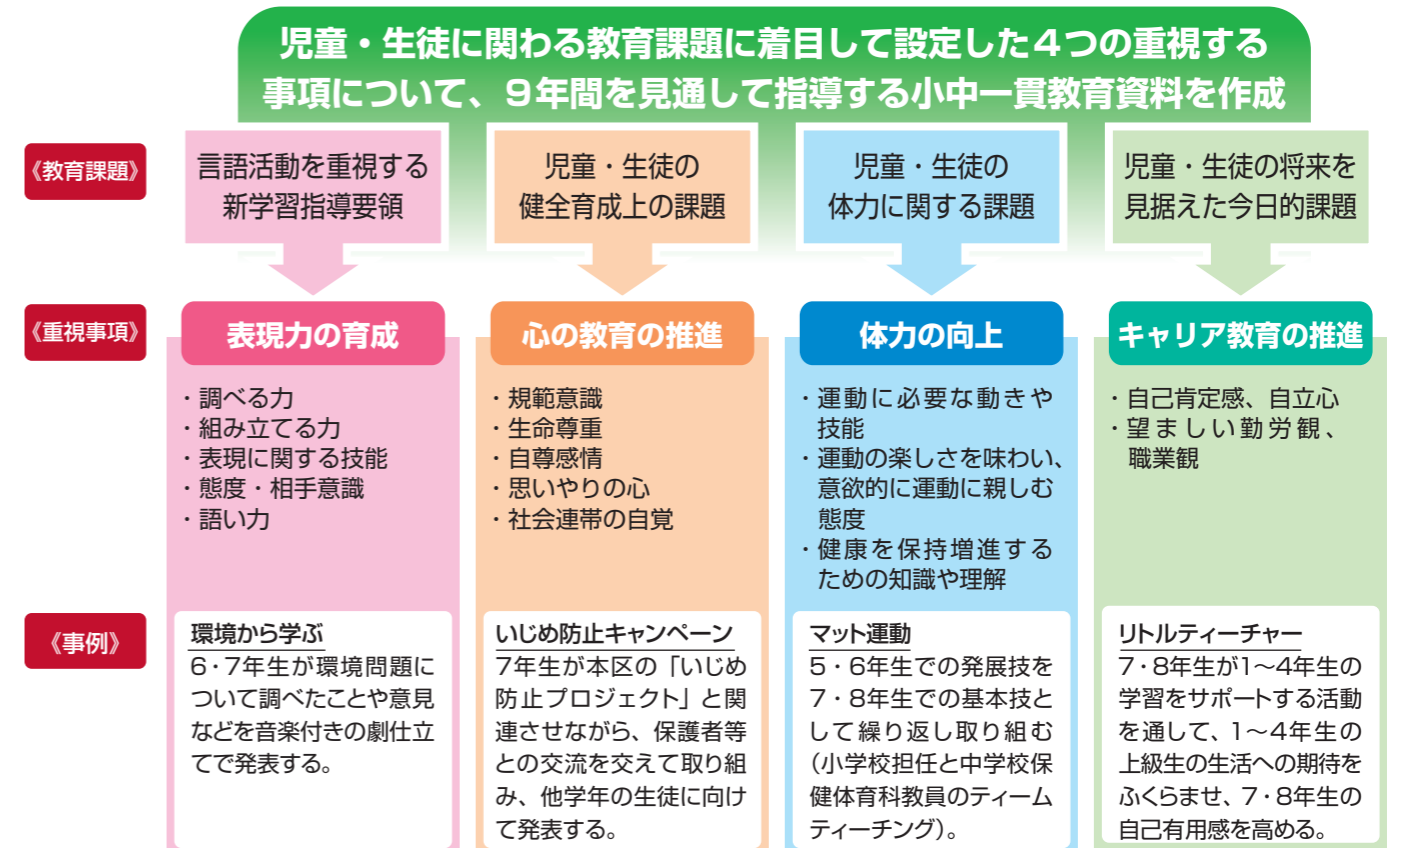 児童・生徒に関わる教育課題に着目して設定した4つの重視する
事項について、9年間を見通して指導する小中一貫教育資料を作成
《教育課題》
言語活動を重視する
新学習指導要領
児童・生徒の
健全育成上の課題
児童・生徒の
体力に関する課題
児童・生徒の将来を
見据えた今日的課題
《重視事項》
表現力の育成
・調べる力
・組み立てる力
・表現に関する技能
・態度・相手意識
・語い力
心の教育の推進
・規範意識
・生命尊重
・自尊感情
・思いやりの心
・社会連帯の自覚
体力の向上
・運動に必要な動きや
技能
・運動の楽しさを味わい、
意欲的に運動に親しむ
態度
・健康を保持増進する
ための知識や理解
キャリア教育の推進
・自己肯定感、自立心
・望ましい勤労観、
職業観
《事例》
環境から学ぶ
6・7年生が環境問題に
ついて調べたことや意見
などを音楽付きの劇仕立
てで発表する。
いじめ防止キャンペーン
7年生が本区の「いじめ
防止プロジェクト」と関
連させながら、保護者等
との交流を交えて取り組
み、他学年の生徒に向け
て発表する。
マット運動
5・6年生での発展技を
7・8年生での基本技と
して繰り返し取り組む
（小学校担任と中学校保
健体育科教員のティーム
ティーチング）。
リトルティーチャー
7・8年生が1〜4年生の
学習をサポートする活動
を通して、1〜4年生の
上級生の生活への期待を
ふくらませ、7・8年生の
自己有用感を高める。